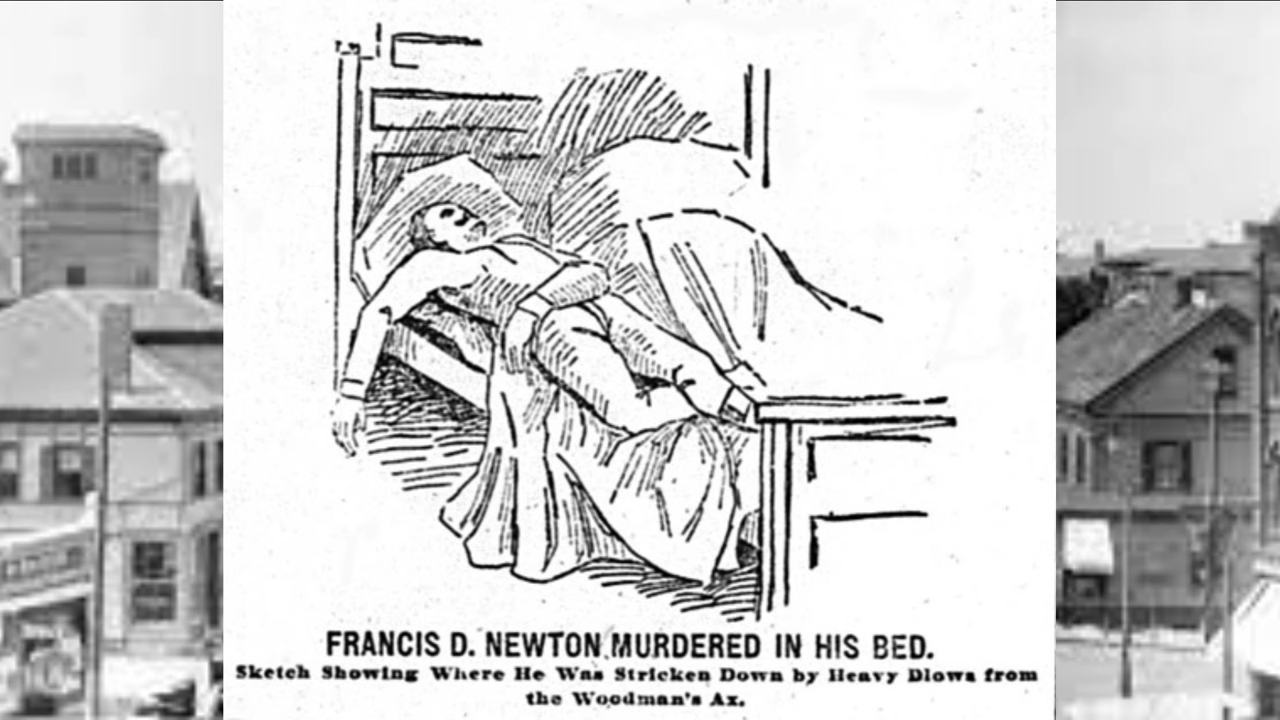 FRANCIS D. NEWTON MURDERED IN HIS BED.
Sketch Showing Where He Was Stricken Down by Heavy Blows from
the Woodman's Ax.